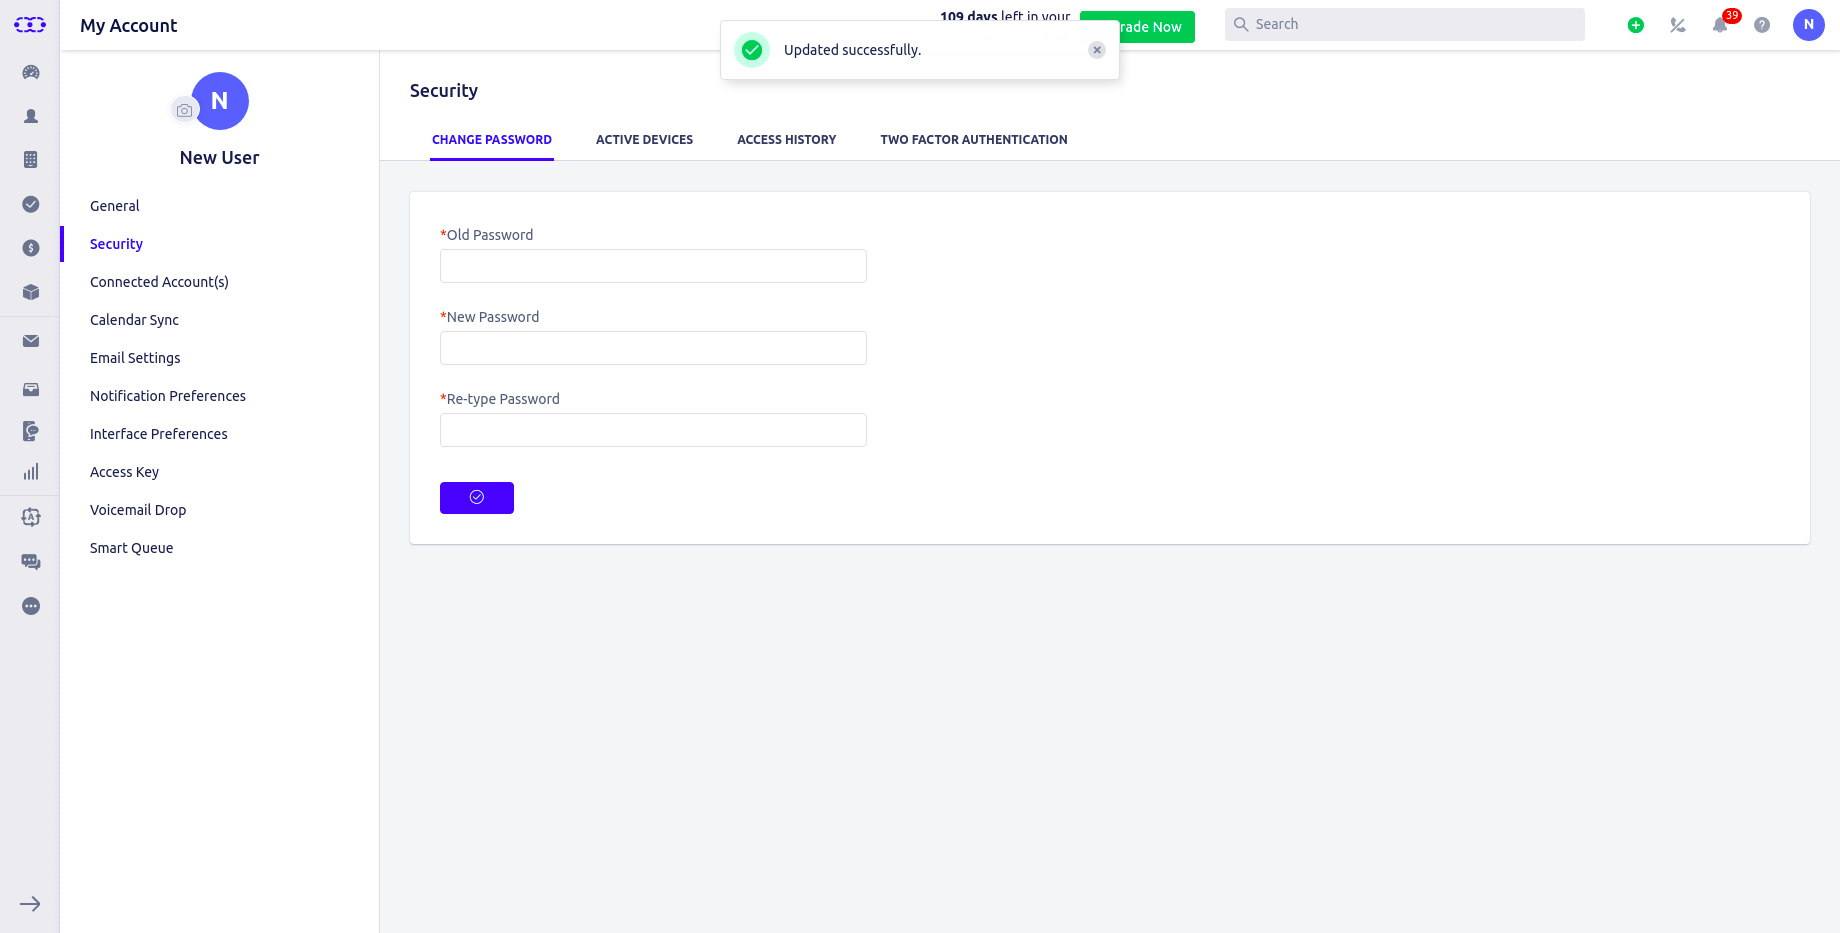 My Account
109 days left in your
rade Now
Search
39
N
Updated successfully.
N
New User
General
Security
Connected Account(s)
Calendar Sync
Email Settings
Notification Preferences
Interface Preferences
Access Key
Voicemail Drop
Smart Queue
Security
CHANGE PASSWORD
ACTIVE DEVICES
ACCESS HISTORY
TWO FACTOR AUTHENTICATION
*Old Password
*New Password
*Re-type Password